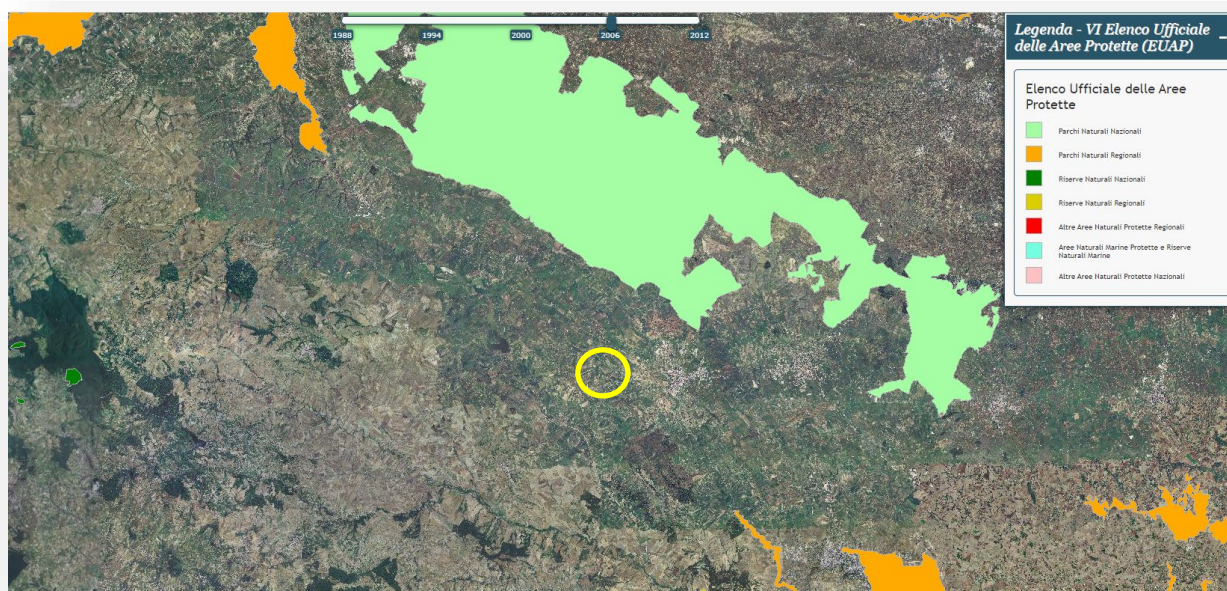 1988
1994
2000
2006
2012
Legenda - VI Elenco Ufficiale
delle Aree Protette (EUAP)
Elenco Ufficiale delle Aree
Protette
Parchi Naturali Nazionali
Parchi Naturali Regionali
Riserve Naturali Nazionali
Riserve Naturali Regionali
Altre Aree Naturali Protette Regionali
Aree Naturali Marine Protette e Riserve
Naturali Marine
Altre Aree Naturali Protette Nazionali